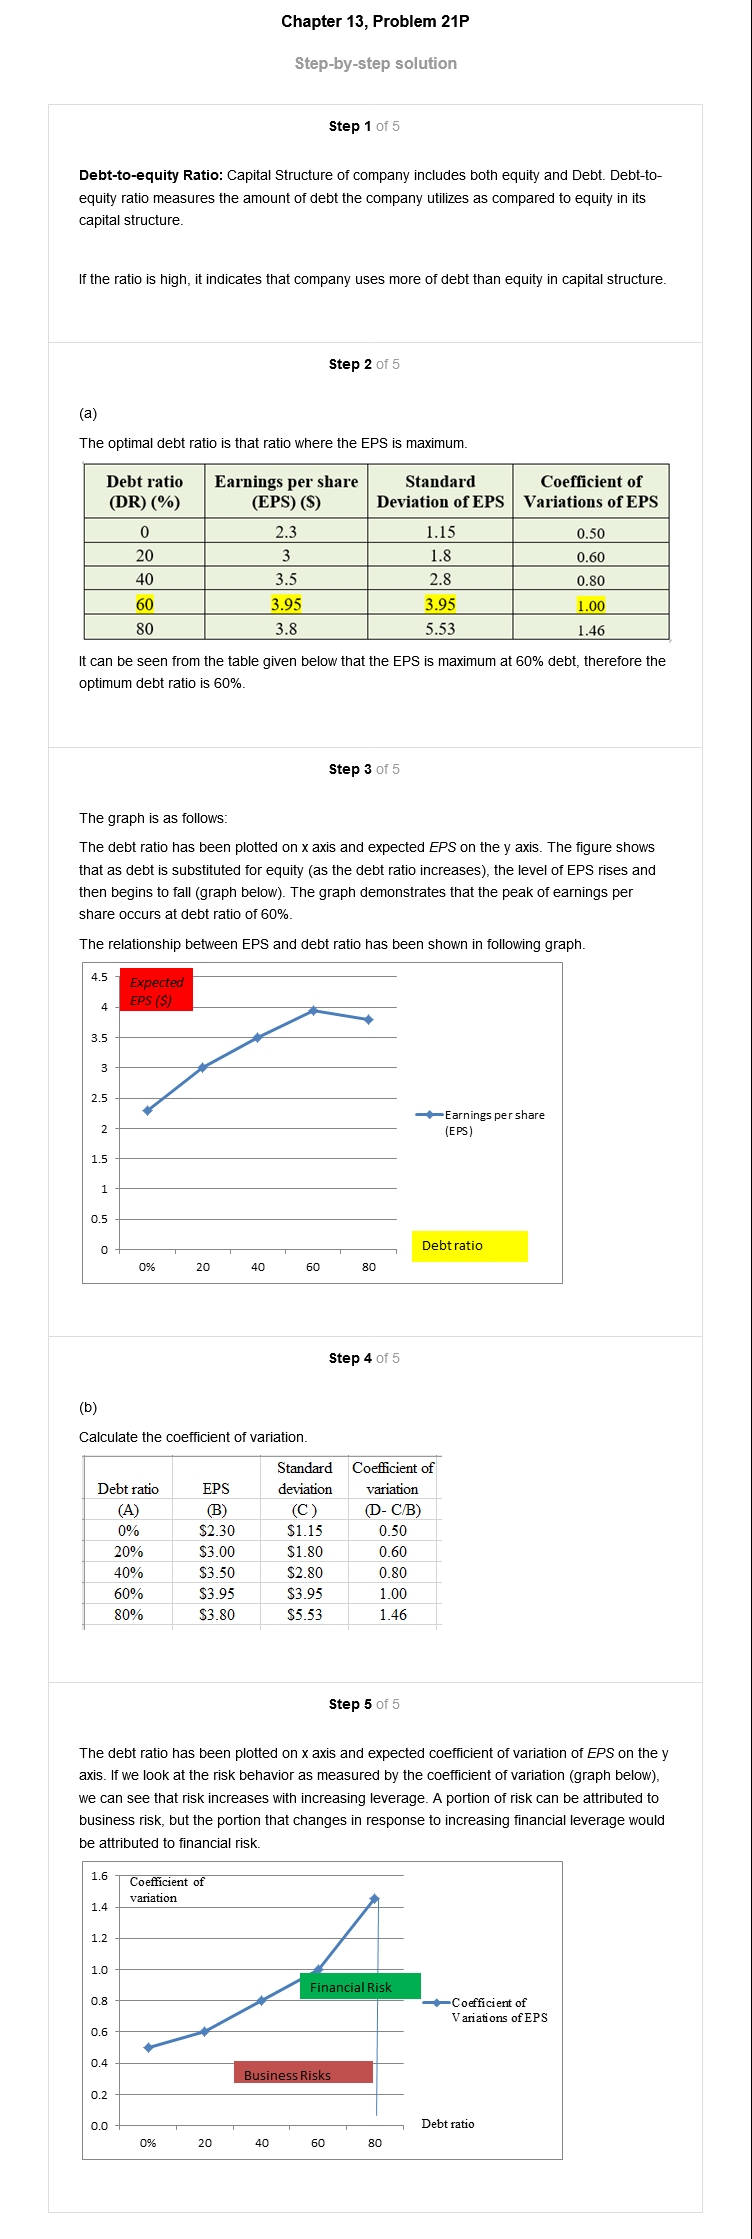 Chapter 13, Problem 21P
Step-by-step solution
Step 1 of 5
Debt-to-equity Ratio: Capital Structure of company includes both equity and Debt. Debt-to-
equity ratio measures the amount of debt the company utilizes as compared to equity in its
capital structure.
If the ratio is high, it indicates that company uses more of debt than equity in capital structure.
Step 2 of 5
(a)
The optimal debt ratio is that ratio where the EPS is maximum.
Debt ratio Earnings per share Standard Coefficient of
(DR) (%) (EPS) ($) Deviation of EPS Variations of EPS
0 2.3 1.15 0.50
20 3 1.8 0.60
40 3.5 2.8 0.80
60 3.95 3.95 1.00
80 3.8 5.53 1.46
It can be seen from the table given below that the EPS is maximum at 60% debt, therefore the
optimum debt ratio is 60%.
Step 3 of 5
The graph is as follows:
The debt ratio has been plotted on x axis and expected EPS on the y axis. The figure shows
that as debt is substituted for equity (as the debt ratio increases), the level of EPS rises and
then begins to fall (graph below). The graph demonstrates that the peak of earnings per
share occurs at debt ratio of 60%.
The relationship between EPS and debt ratio has been shown in following graph.
4.5
Expected
EPS ($)
4
3.5
3
2.5
2
1.5
1
0.5
0
Earnings per share
(EPS)
Debt ratio
0% 20 40 60 80
Step 4 of 5
(b)
Calculate the coefficient of variation.
Standard Coefficient of
Debt ratio EPS deviation variation
(A) (B) (C ) (D- C/B)
0% $2.30 $1.15 0.50
20% $3.00 $1.80 0.60
40% $3.50 $2.80 0.80
60% $3.95 $3.95 1.00
80% $3.80 $5.53 1.46
Step 5 of 5
The debt ratio has been plotted on x axis and expected coefficient of variation of EPS on the y
axis. If we look at the risk behavior as measured by the coefficient of variation (graph below),
we can see that risk increases with increasing leverage. A portion of risk can be attributed to
business risk, but the portion that changes in response to increasing financial leverage would
be attributed to financial risk.
1.6
Coefficient of
variation
1.4
1.2
1.0
0.8
0.6
0.4
0.2
0.0
Financial Risk
Coefficient of
Variations of EPS
Business Risks
Debt ratio
0% 20 40 60 80